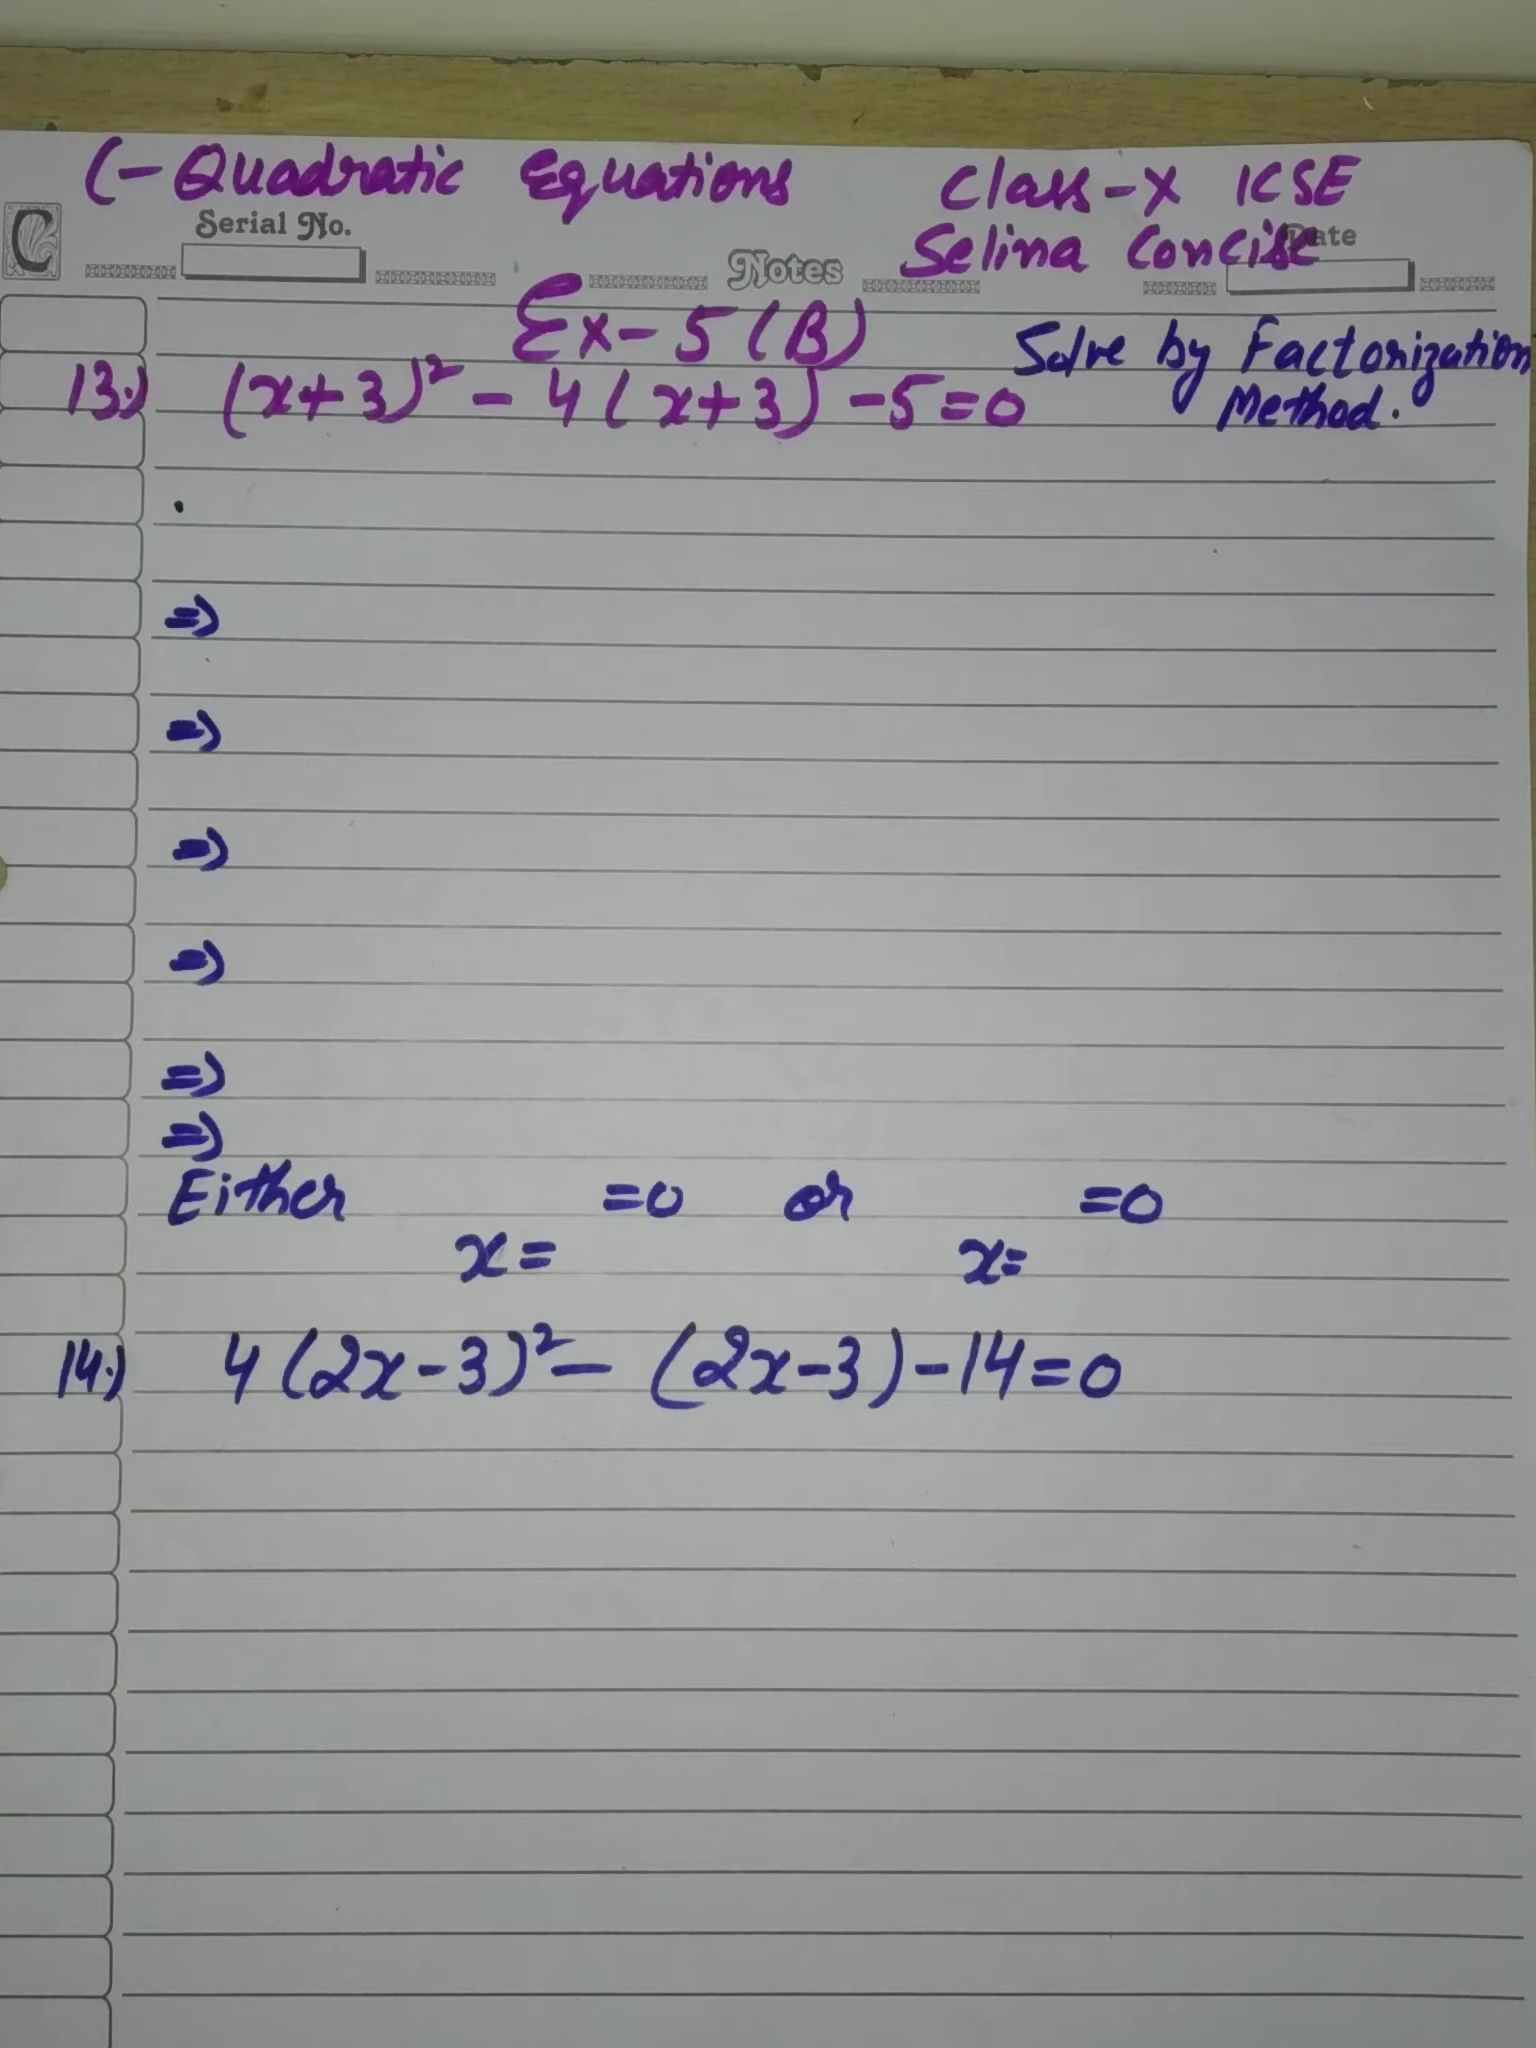 (- Quadratic Equations Class-X ICSE
C Serial No. Notes Selina Concise Date
Ex-5(B) Solve by Factorization
13.) (x+3)² - 4(x+3) -5=0 Method.
.
=>
=>
=>
=>
=>
=>
Either =0 or =0
x= x=
14.) 4(2x-3)² - (2x-3)-14=0